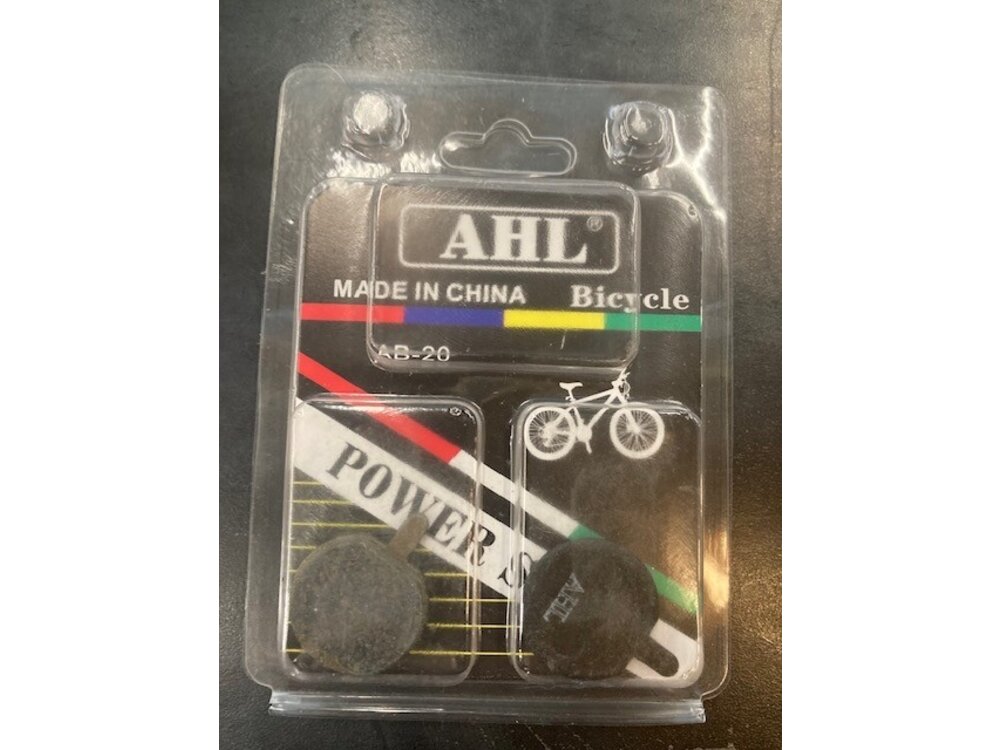 AHL®
MADE IN CHINA Bicycle
AB-20
POWER S
AHL